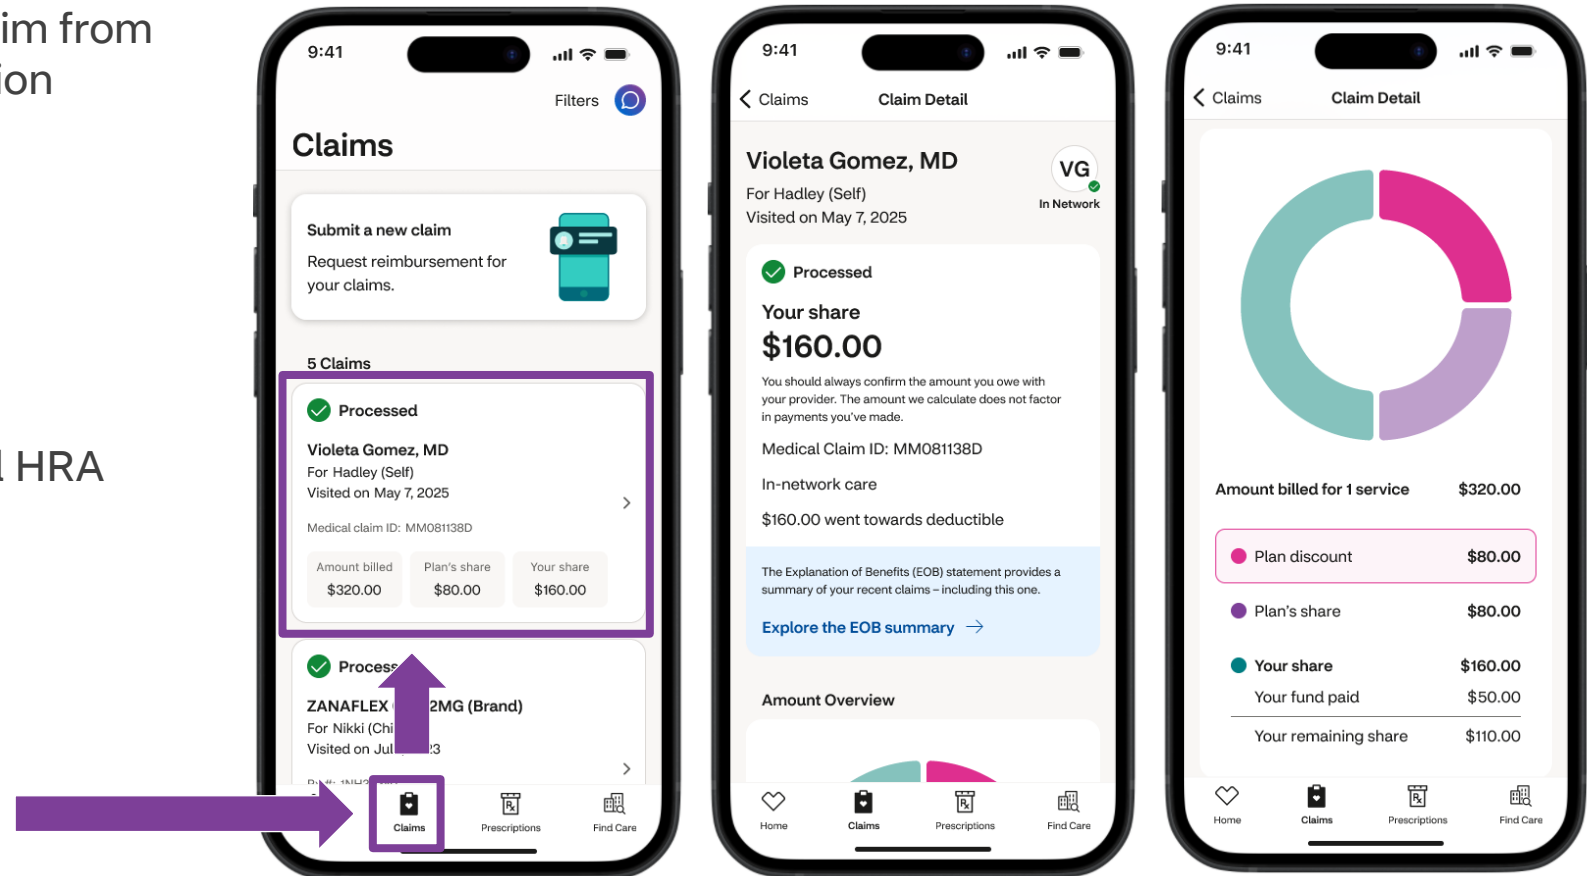 im from
ion
l HRA
9:41
Filters
Claims
Submit a new claim
Request reimbursement for
your claims.
5 Claims
Processed
Violeta Gomez, MD
For Hadley (Self)
Visited on May 7, 2025
Medical claim ID: MM081138D
Amount billed
$320.00
Plan's share
$80.00
Your share
$160.00
Process
ZANAFLEX 2MG (Brand)
For Nikki (Chi
Visited on Jul 23
Claims
Prescriptions
Find Care
9:41
Claims
Claim Detail
Violeta Gomez, MD
For Hadley (Self)
Visited on May 7, 2025
VG
In Network
Processed
Your share
$160.00
You should always confirm the amount you owe with
your provider. The amount we calculate does not factor
in payments you've made.
Medical Claim ID: MM081138D
In-network care
$160.00 went towards deductible
The Explanation of Benefits (EOB) statement provides a
summary of your recent claims – including this one.
Explore the EOB summary
Amount Overview
Home
Claims
Prescriptions
Find Care
9:41
Claims
Claim Detail
Amount billed for 1 service $320.00
Plan discount $80.00
Plan's share $80.00
Your share $160.00
Your fund paid $50.00
Your remaining share $110.00
Home
Claims
Prescriptions
Find Care